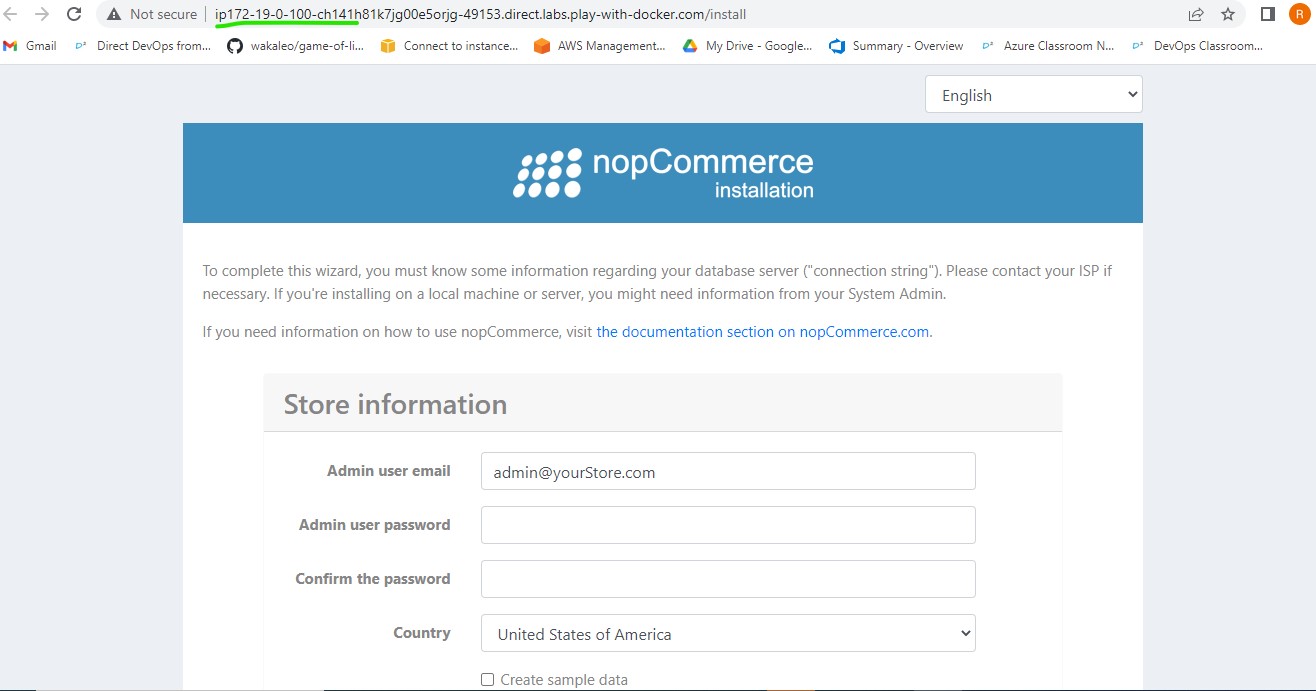 Not secure ip172-19-0-100-ch141h81k7jg00e5orjg-49153.direct.labs.play-with-docker.com/install R
Gmail Direct DevOps from... wakaleo/game-of-li... Connect to instance... AWS Management... My Drive - Google... Summary - Overview Azure Classroom N... DevOps Classroom...
English
nopCommerce
installation
To complete this wizard, you must know some information regarding your database server ("connection string"). Please contact your ISP if
necessary. If you're installing on a local machine or server, you might need information from your System Admin.
If you need information on how to use nopCommerce, visit the documentation section on nopCommerce.com.
Store information
Admin user email admin@yourStore.com
Admin user password
Confirm the password
Country United States of America
Create sample data